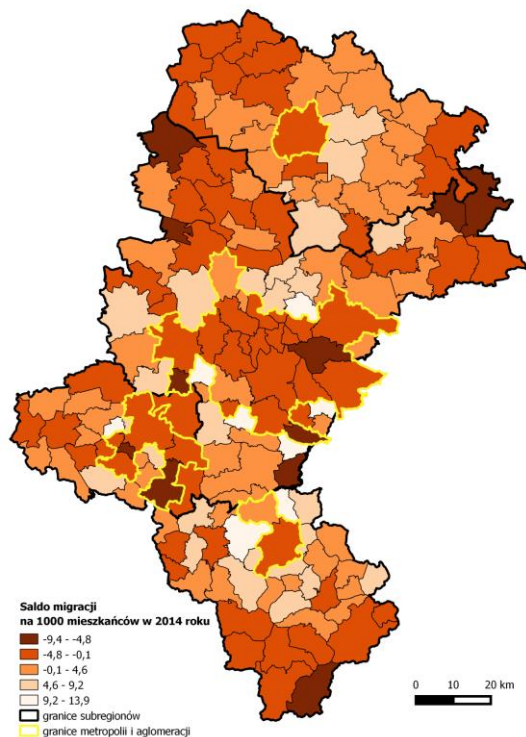 Saldo migracji
na 1000 mieszkańców w 2014 roku
-9,4 - -4,8
-4,8 - -0,1
-0,1 - 4,6
4,6 - 9,2
9,2 - 13,9
granice subregionów
granice metropolii i aglomeracji
0 10 20 km